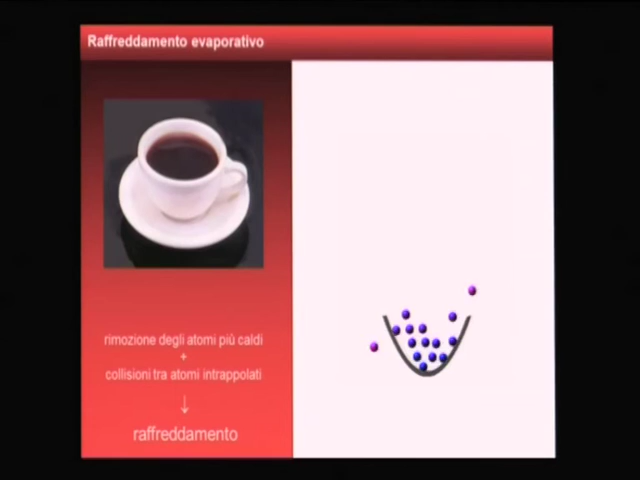 Raffreddamento evaporativo
rimozione degli atomi più caldi
+
collisioni tra atomi intrappolati
↓
raffreddamento